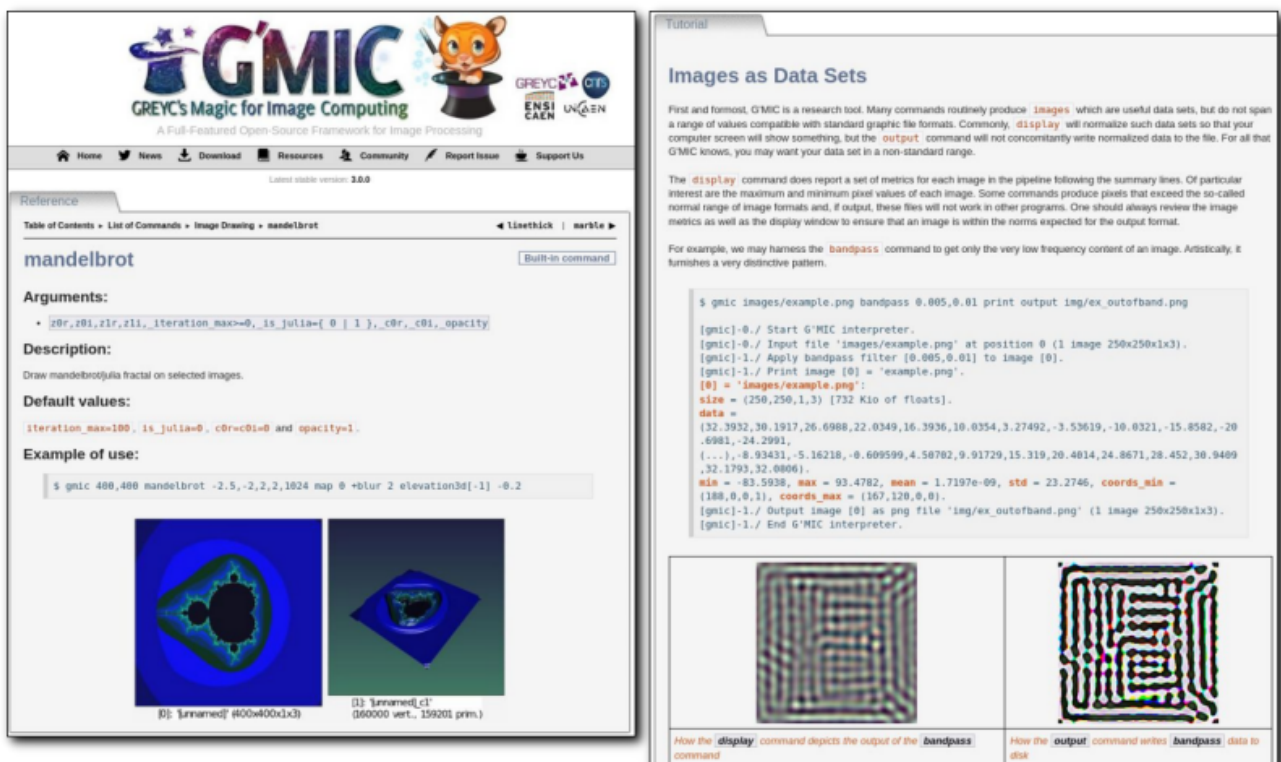 G'MIC
GREYC's Magic for Image Computing
GREYC
CNRS
ENSI
CAEN
UNICAEN
A Full-Featured Open-Source Framework for Image Processing
Home News Download Resources Community Report Issue Support Us
Latest stable version: 3.0.0
Reference
Table of Contents ▸ List of Commands ▸ Image Drawing ▸ mandelbrot ◀ linethick | marble ▶
mandelbrot
Built-in command
Arguments:
• z0r,z0i,z1r,z1i,_iteration_max>=0,_is_julia={ 0 | 1 },_c0r,_c0i,_opacity
Description:
Draw mandelbrot/julia fractal on selected images.
Default values:
iteration_max=100, is_julia=0, c0r=c0i=0 and opacity=1.
Example of use:
$ gmic 400,400 mandelbrot -2.5,-2,2,2,1024 map 0 +blur 2 elevation3d[-1] -0.2
[0]: '[unnamed]' (400x400x1x3)
[1]: '[unnamed]_c1'
(160000 vert., 159201 prim.)
Tutorial
Images as Data Sets
First and formost, G'MIC is a research tool. Many commands routinely produce images which are useful data sets, but do not span
a range of values compatible with standard graphic file formats. Commonly, display will normalize such data sets so that your
computer screen will show something, but the output command will not concomitantly write normalized data to the file. For all that
G'MIC knows, you may want your data set in a non-standard range.
The display command does report a set of metrics for each image in the pipeline following the summary lines. Of particular
interest are the maximum and minimum pixel values of each image. Some commands produce pixels that exceed the so-called
normal range of image formats and, if output, these files will not work in other programs. One should always review the image
metrics as well as the display window to ensure that an image is within the norms expected for the output format.
For example, we may harness the bandpass command to get only the very low frequency content of an image. Artistically, it
furnishes a very distinctive pattern.
$ gmic images/example.png bandpass 0.005,0.01 print output img/ex_outofband.png
[gmic]-0./ Start G'MIC interpreter.
[gmic]-0./ Input file 'images/example.png' at position 0 (1 image 250x250x1x3).
[gmic]-1./ Apply bandpass filter [0.005,0.01] to image [0].
[gmic]-1./ Print image [0] = 'example.png'.
[0] = 'images/example.png':
size = (250,250,1,3) [732 Kio of floats].
data =
(32.3932,30.1917,26.6988,22.0349,16.3936,10.0354,3.27492,-3.53619,-10.0321,-15.8582,-20
.6981,-24.2991,
(...),-8.93431,-5.16218,-0.609599,4.50702,9.91729,15.319,20.4014,24.8671,28.452,30.9409
,32.1793,32.0806).
min = -83.5938, max = 93.4782, mean = 1.7197e-09, std = 23.2746, coords_min =
(188,0,0,1), coords_max = (167,120,0,0).
[gmic]-1./ Output image [0] as png file 'img/ex_outofband.png' (1 image 250x250x1x3).
[gmic]-1./ End G'MIC interpreter.
How the display command depicts the output of the bandpass
command
How the output command writes bandpass data to
disk